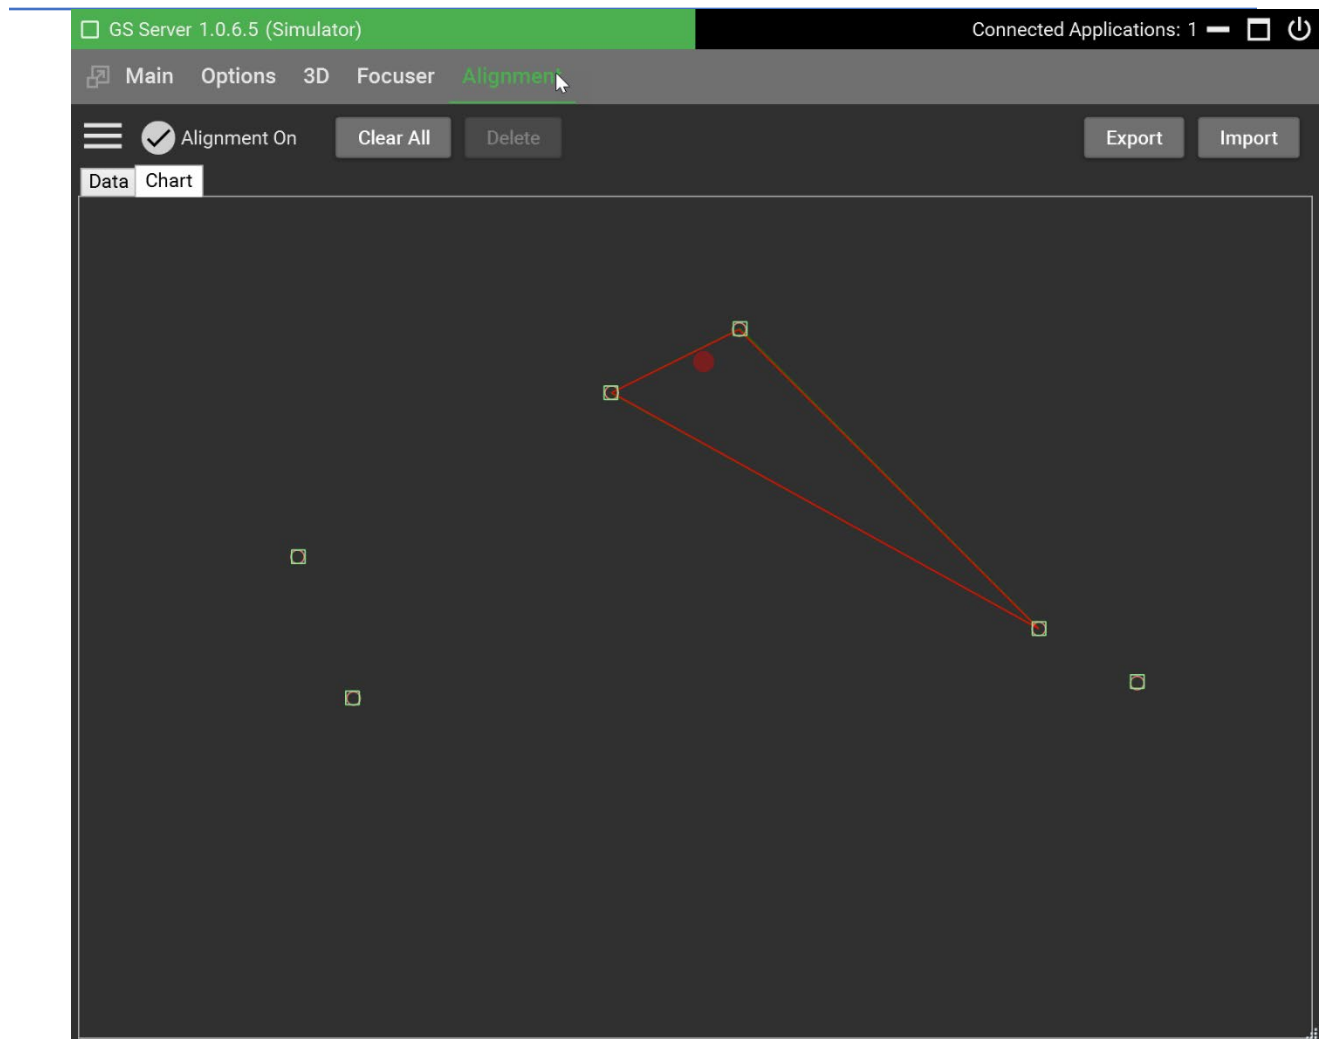 GS Server 1.0.6.5 (Simulator) Connected Applications: 1
Main Options 3D Focuser Alignment
Alignment On Clear All Delete Export Import
Data Chart